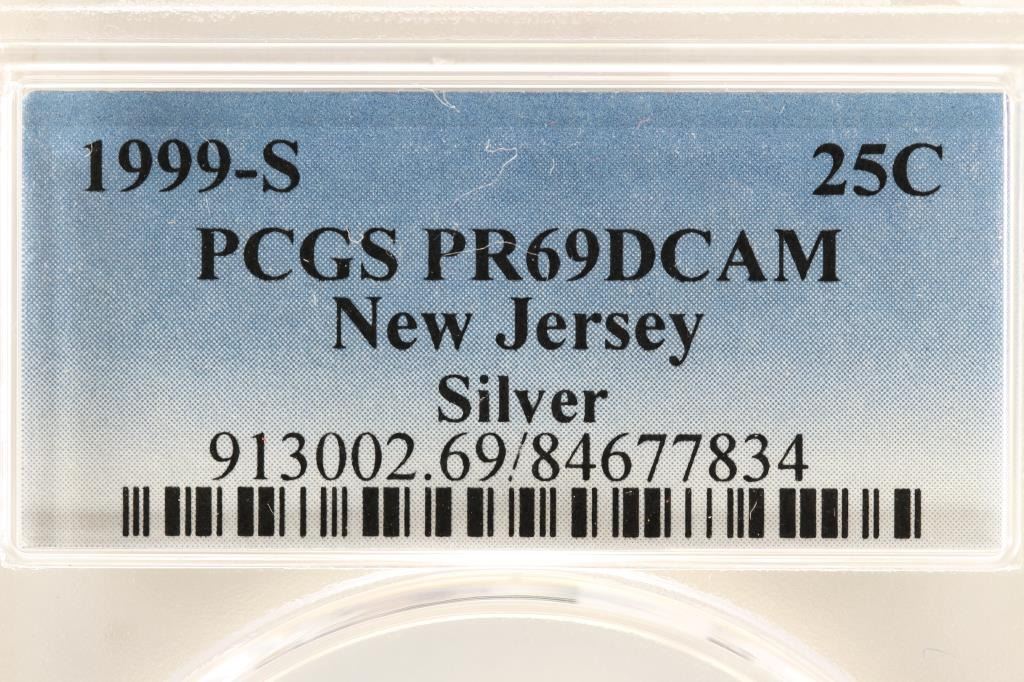 1999-S 25C
PCGS PR69DCAM
New Jersey
Silver
913002.69/84677834